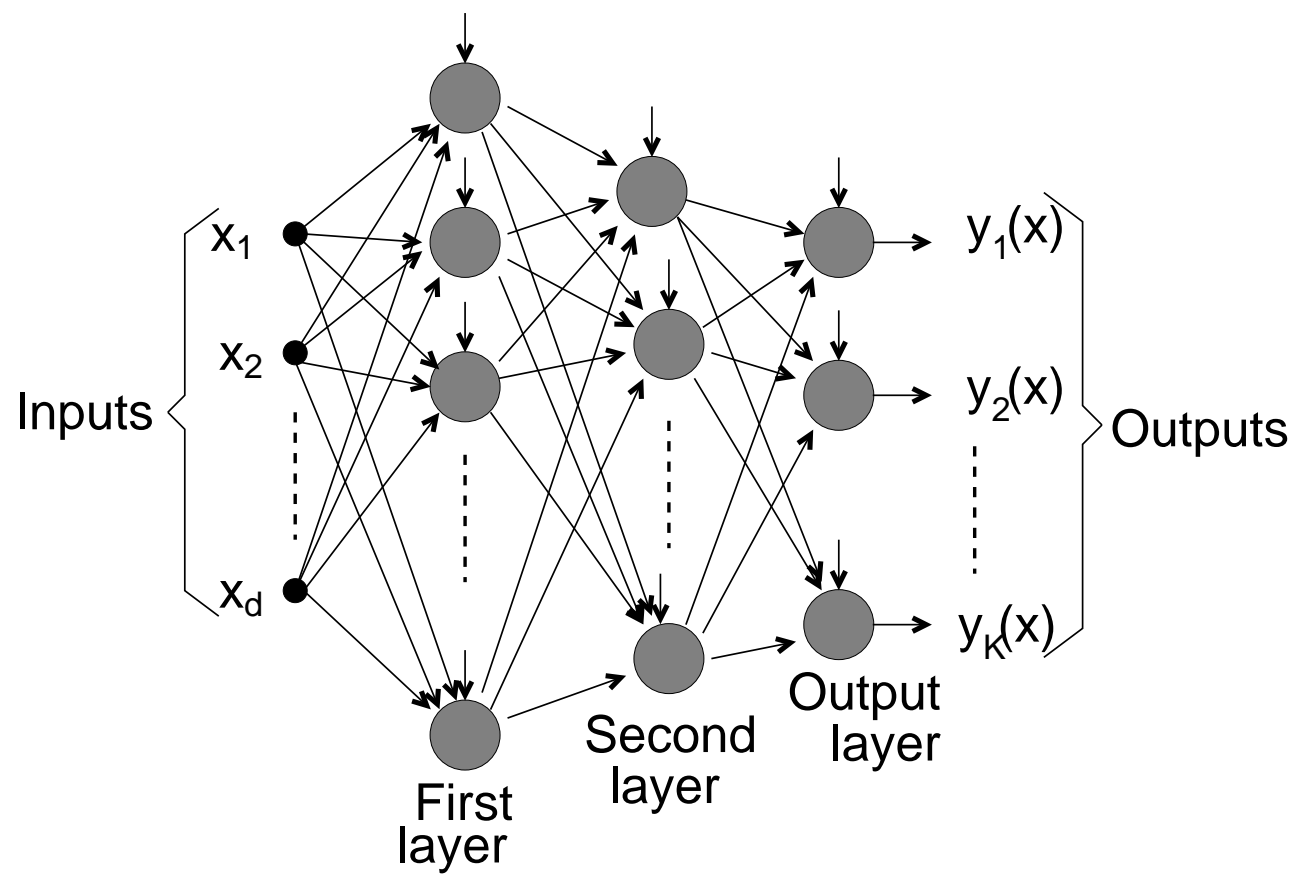 Inputs
x1
x2
xd
First
layer
Second
layer
Output
layer
y1(x)
y2(x)
yK(x)
Outputs